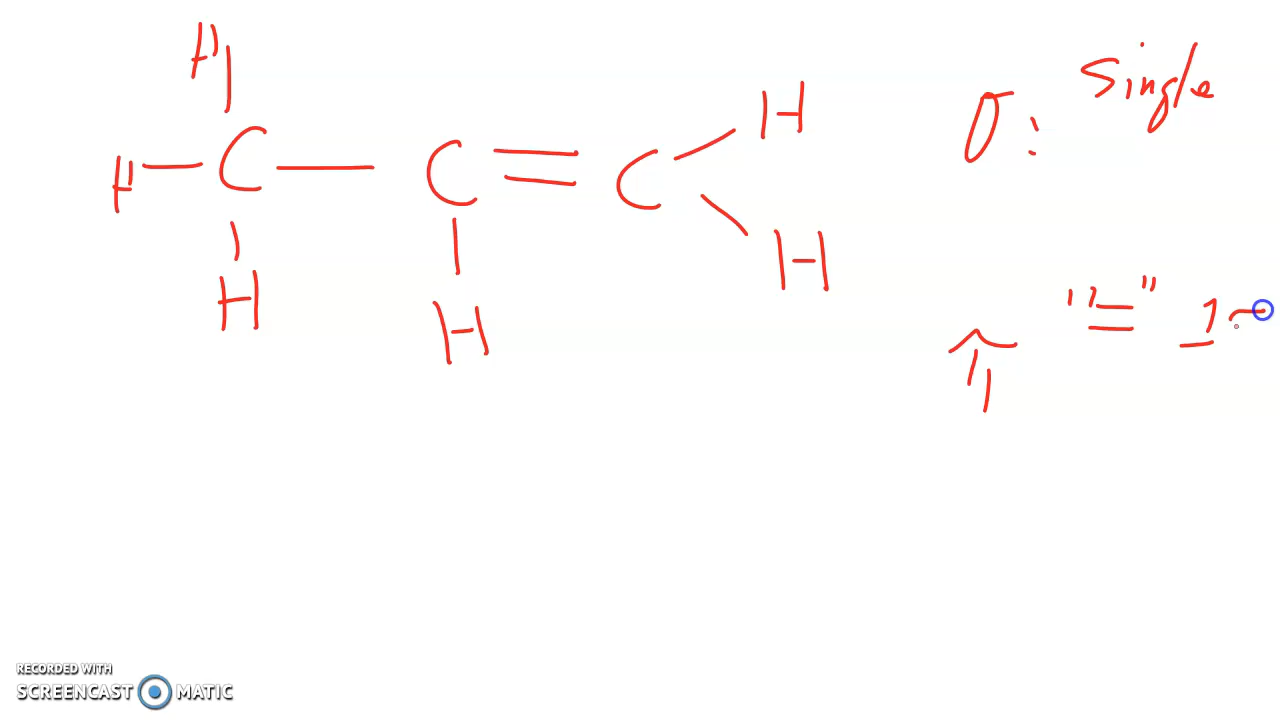 H
H C C = C H
H H H
σ: Single
π "=" 1
RECORDED WITH
SCREENCAST MATIC